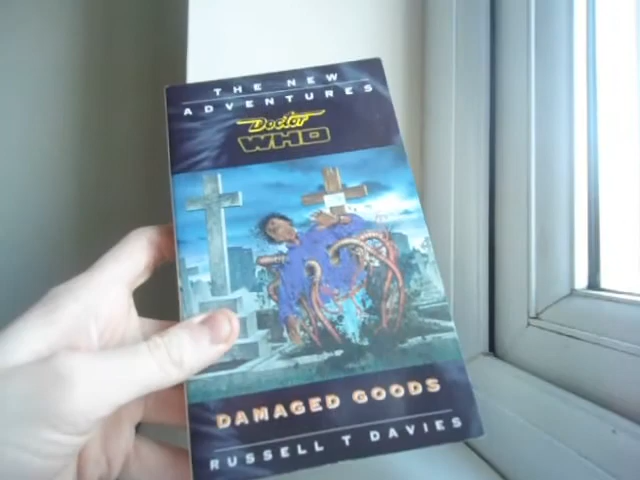 THE NEW
ADVENTURES
Doctor
WHO
DAMAGED GOODS
RUSSELL T DAVIES